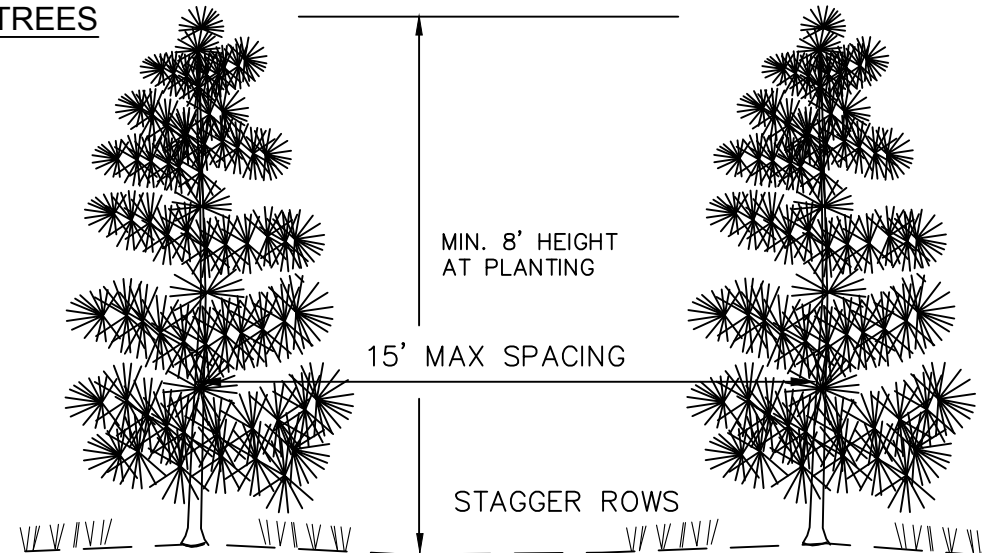 TREES
MIN. 8' HEIGHT
AT PLANTING
15' MAX SPACING
STAGGER ROWS